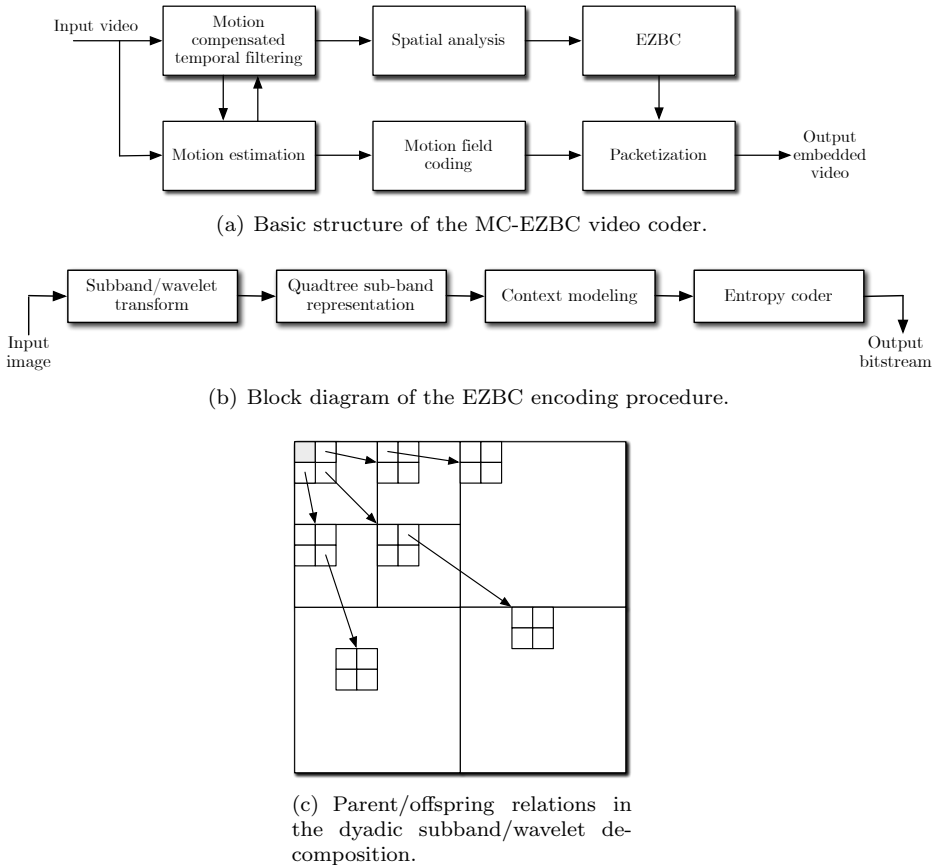 Input video
Motion
compensated
temporal filtering
Spatial analysis
EZBC
Motion estimation
Motion field
coding
Packetization
Output
embedded
video
(a) Basic structure of the MC-EZBC video coder.
Subband/wavelet
transform
Quadtree sub-band
representation
Context modeling
Entropy coder
Input
image
Output
bitstream
(b) Block diagram of the EZBC encoding procedure.
(c) Parent/offspring relations in
the dyadic subband/wavelet de-
composition.